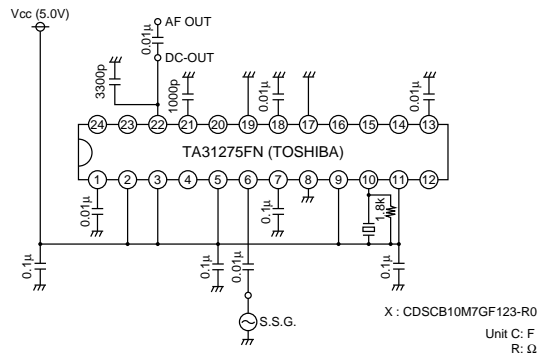 Vcc (5.0V)
AF OUT
0.01µ
DC-OUT
3300p
1000p
0.01µ
0.01µ
24 23 22 21 20 19 18 17 16 15 14 13
TA31275FN (TOSHIBA)
1 2 3 4 5 6 7 8 9 10 11 12
0.01µ
0.1µ
1.8k
0.1µ
0.1µ
0.01µ
0.1µ
S.S.G.
X : CDSCB10M7GF123-R0
Unit C: F
R: Ω